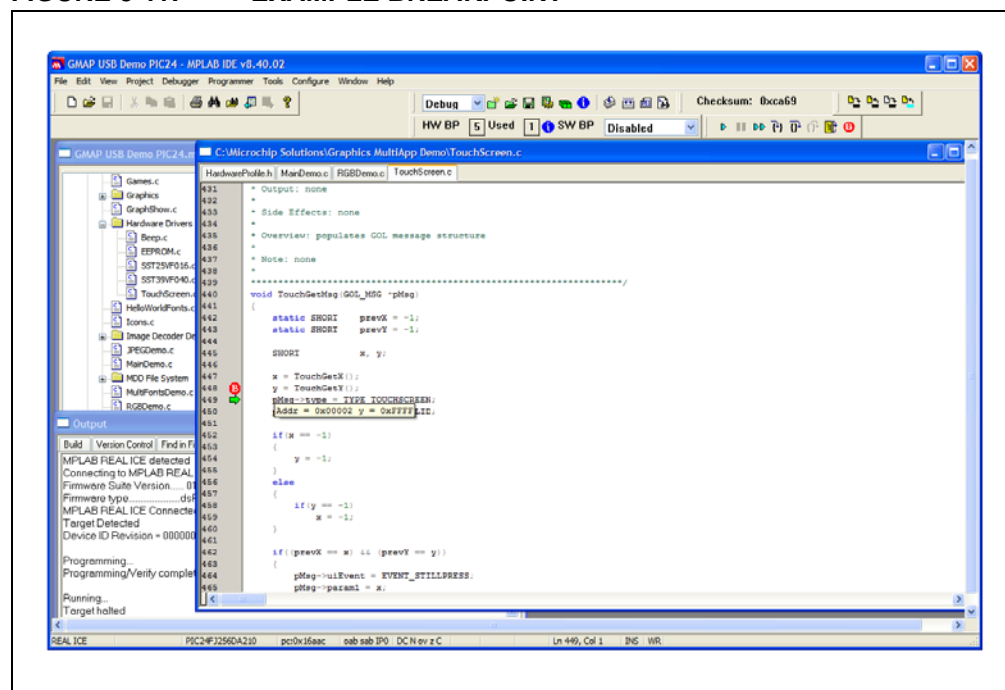 GMAP USB Demo PIC24 - MPLAB IDE v8.40.02
File Edit View Project Debugger Programmer Tools Configure Window Help
Debug
Checksum: 0xca69
HW BP 5 Used 1 SW BP Disabled
GMAP USB Demo PIC24.m
C:\Microchip Solutions\Graphics MultiApp Demo\TouchScreen.c
HardwareProfile.h MainDemo.c RGBDemo.c TouchScreen.c
Games.c
Graphics
GraphShow.c
Hardware Drivers
Beep.c
EEPROM.c
SST25VF016.c
SST39VF040.c
TouchScreen.c
HelloWorldFonts.c
Icons.c
Image Decoder De
JPEGDemo.c
MainDemo.c
MDD File System
MultiFontsDemo.c
RGBDemo.c
431 * Output: none
432 *
433 * Side Effects: none
434 *
435 * Overview: populates GOL message structure
436 *
437 * Note: none
438 *
439 ********************************************************************/
440 void TouchGetMsg(GOL_MSG *pMsg)
441 {
442 static SHORT prevX = -1;
443 static SHORT prevY = -1;
444
445 SHORT x, y;
446
447 x = TouchGetX();
448 B y = TouchGetY();
449 pMsg->type = TYPE_TOUCHSCREEN;
450 Addr = 0x00002 y = 0xFFFF LID;
451
452 if(x == -1)
453 {
454 y = -1;
455 }
456 else
457 {
458 if(y == -1)
459 x = -1;
460 }
461
462 if((prevX == x) && (prevY == y))
463 {
464 pMsg->uiEvent = EVENT_STILLPRESS;
465 pMsg->param1 = x;
Output
Build Version Control Find in Fi
MPLAB REAL ICE detected
Connecting to MPLAB REAL
Firmware Suite Version..... 01
Firmware type..................dsP
MPLAB REAL ICE Connected
Target Detected
Device ID Revision = 000000
Programming...
Programming/Verify complet
Running...
Target halted
REAL ICE PIC24FJ256DA210 pc:0x16aac oab sab IP0 DC N ov z C Ln 449, Col 1 INS WR